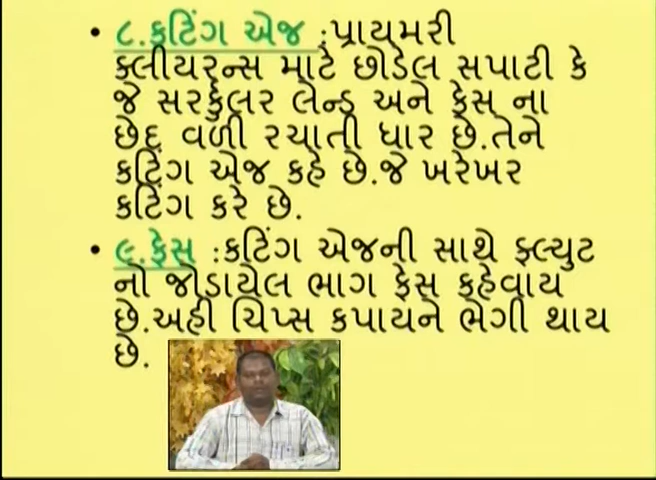 • ૮.કટિંગ એજ :પ્રાયમરી
ક્લીયરન્સ માટે છોડેલ સપાટી કે
જે સરકુલર લેન્ડ અને ફેસ ના
છેદ વળી રચાતી ધાર છે.તેને
કટિંગ એજ કહે છે.જે ખરેખર
કટિંગ કરે છે.
• ૯.ફેસ :કટિંગ એજની સાથે ફ્લ્યુટ
નો જોડાયેલ ભાગ ફેસ કહેવાય
છે.અહી ચિપ્સ કપાયને ભેગી થાય
છે.